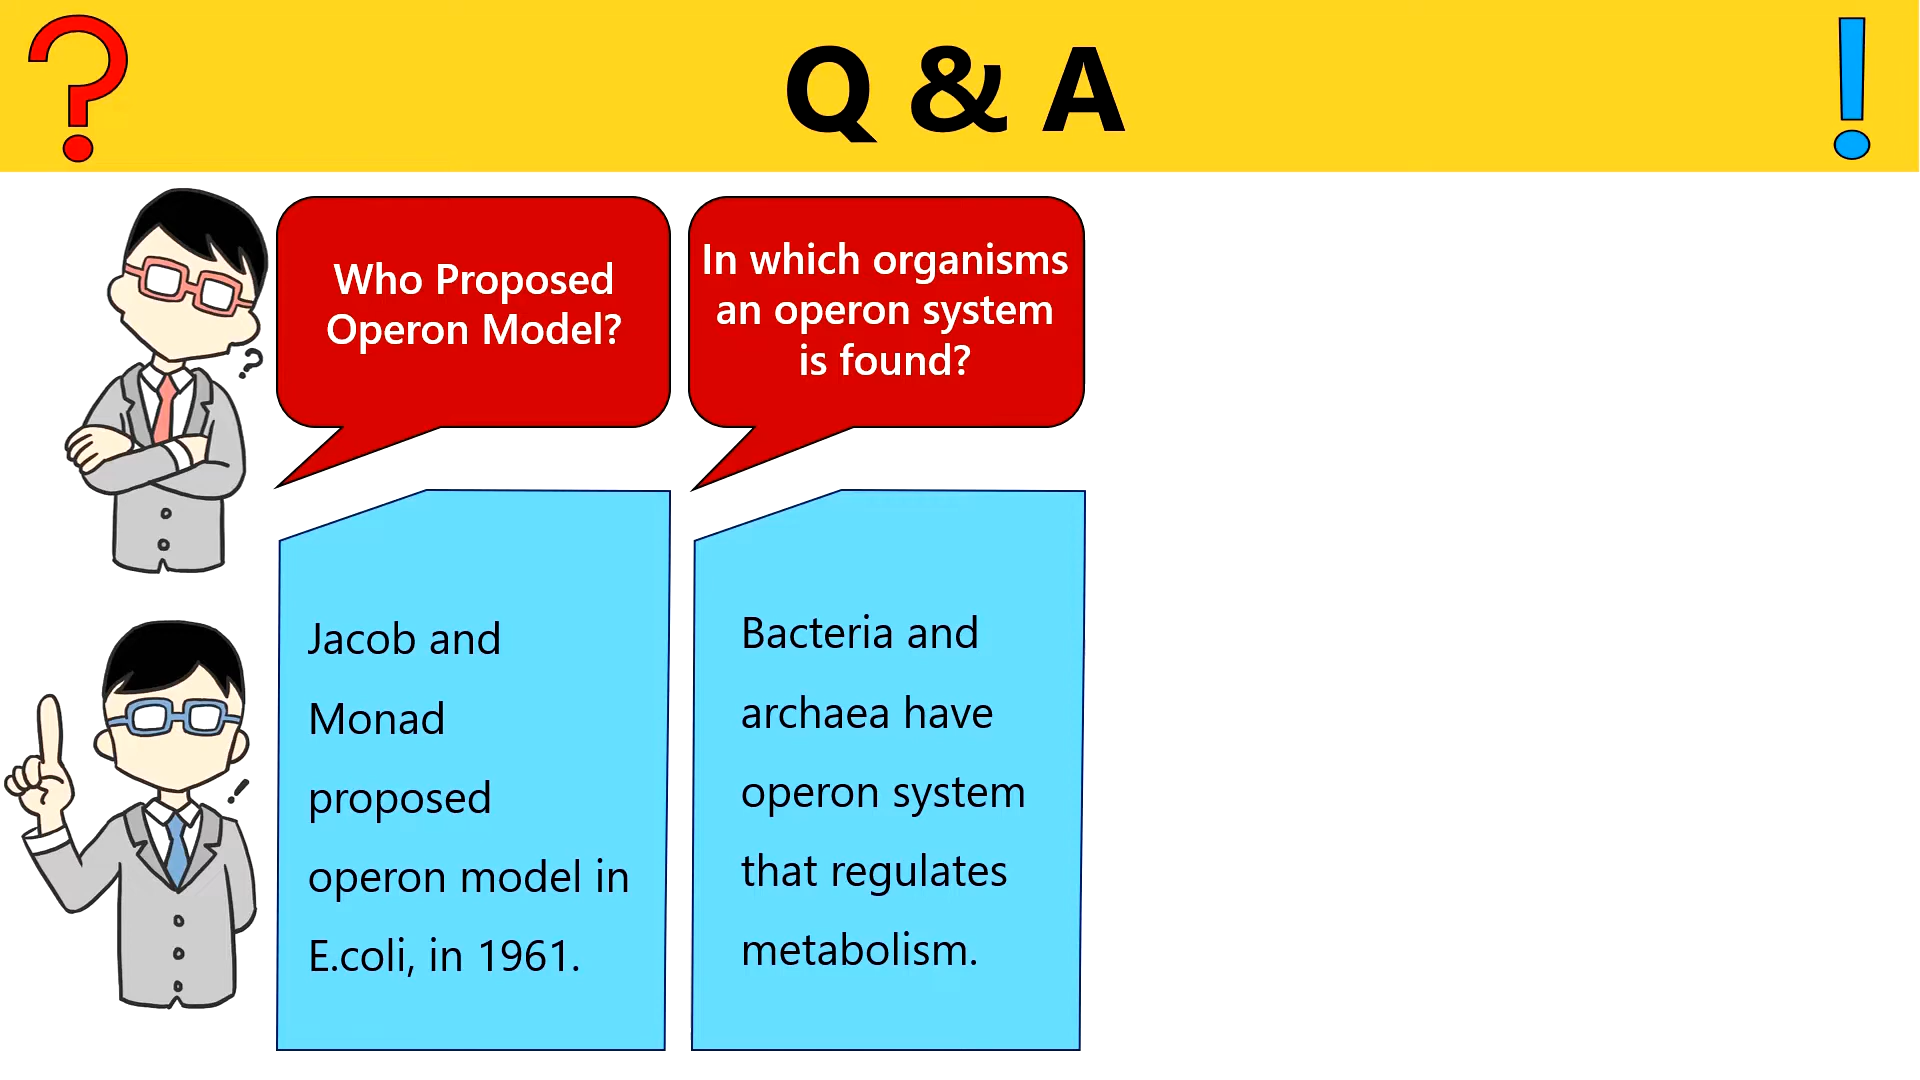 Q & A
Who Proposed
Operon Model?
In which organisms
an operon system
is found?
Jacob and
Monad
proposed
operon model in
E.coli, in 1961.
Bacteria and
archaea have
operon system
that regulates
metabolism.